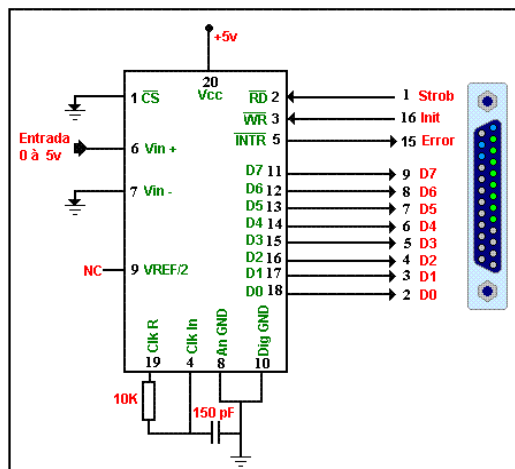 +5v
20
Vcc
1 CS
RD 2
1 Strob
WR 3
16 Init
INTR 5
15 Error
Entrada
0 à 5v
6 Vin +
7 Vin -
D7 11
9 D7
D6 12
8 D6
D5 13
7 D5
D4 14
6 D4
D3 15
5 D3
D2 16
4 D2
D1 17
3 D1
D0 18
2 D0
NC
9 VREF/2
Clk R
Clk In
An GND
Dig GND
19
4
8
10
10K
150 pF